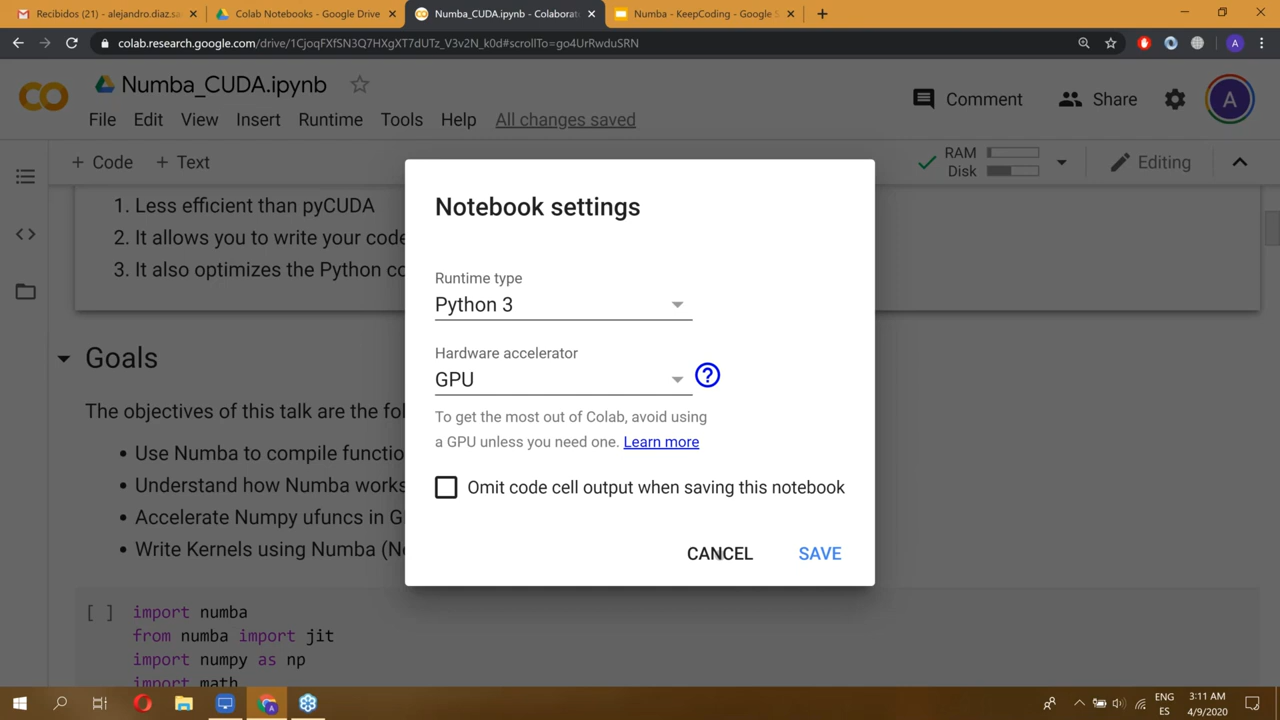 Recibidos (21) - alejandro.diaz.sa
Colab Notebooks - Google Drive
Numba_CUDA.ipynb - Colaborat
Numba - KeepCoding - Google S
colab.research.google.com/drive/1CjoqFXfSN3Q7HXgXT7dUTz_V3v2N_k0d#scrollTo=go4UrRwduSRN
A
CO
Numba_CUDA.ipynb
Comment
Share
A
File Edit View Insert Runtime Tools Help All changes saved
+ Code + Text
RAM
Disk
Editing
1. Less efficient than pyCUDA
2. It allows you to write your code
3. It also optimizes the Python co
Goals
The objectives of this talk are the fol
• Use Numba to compile functio
• Understand how Numba works
• Accelerate Numpy ufuncs in G
• Write Kernels using Numba (Ne
[ ] import numba
from numba import jit
import numpy as np
import math
Notebook settings
Runtime type
Python 3
Hardware accelerator
GPU
?
To get the most out of Colab, avoid using
a GPU unless you need one. Learn more
Omit code cell output when saving this notebook
CANCEL SAVE
ENG
ES
3:11 AM
4/9/2020